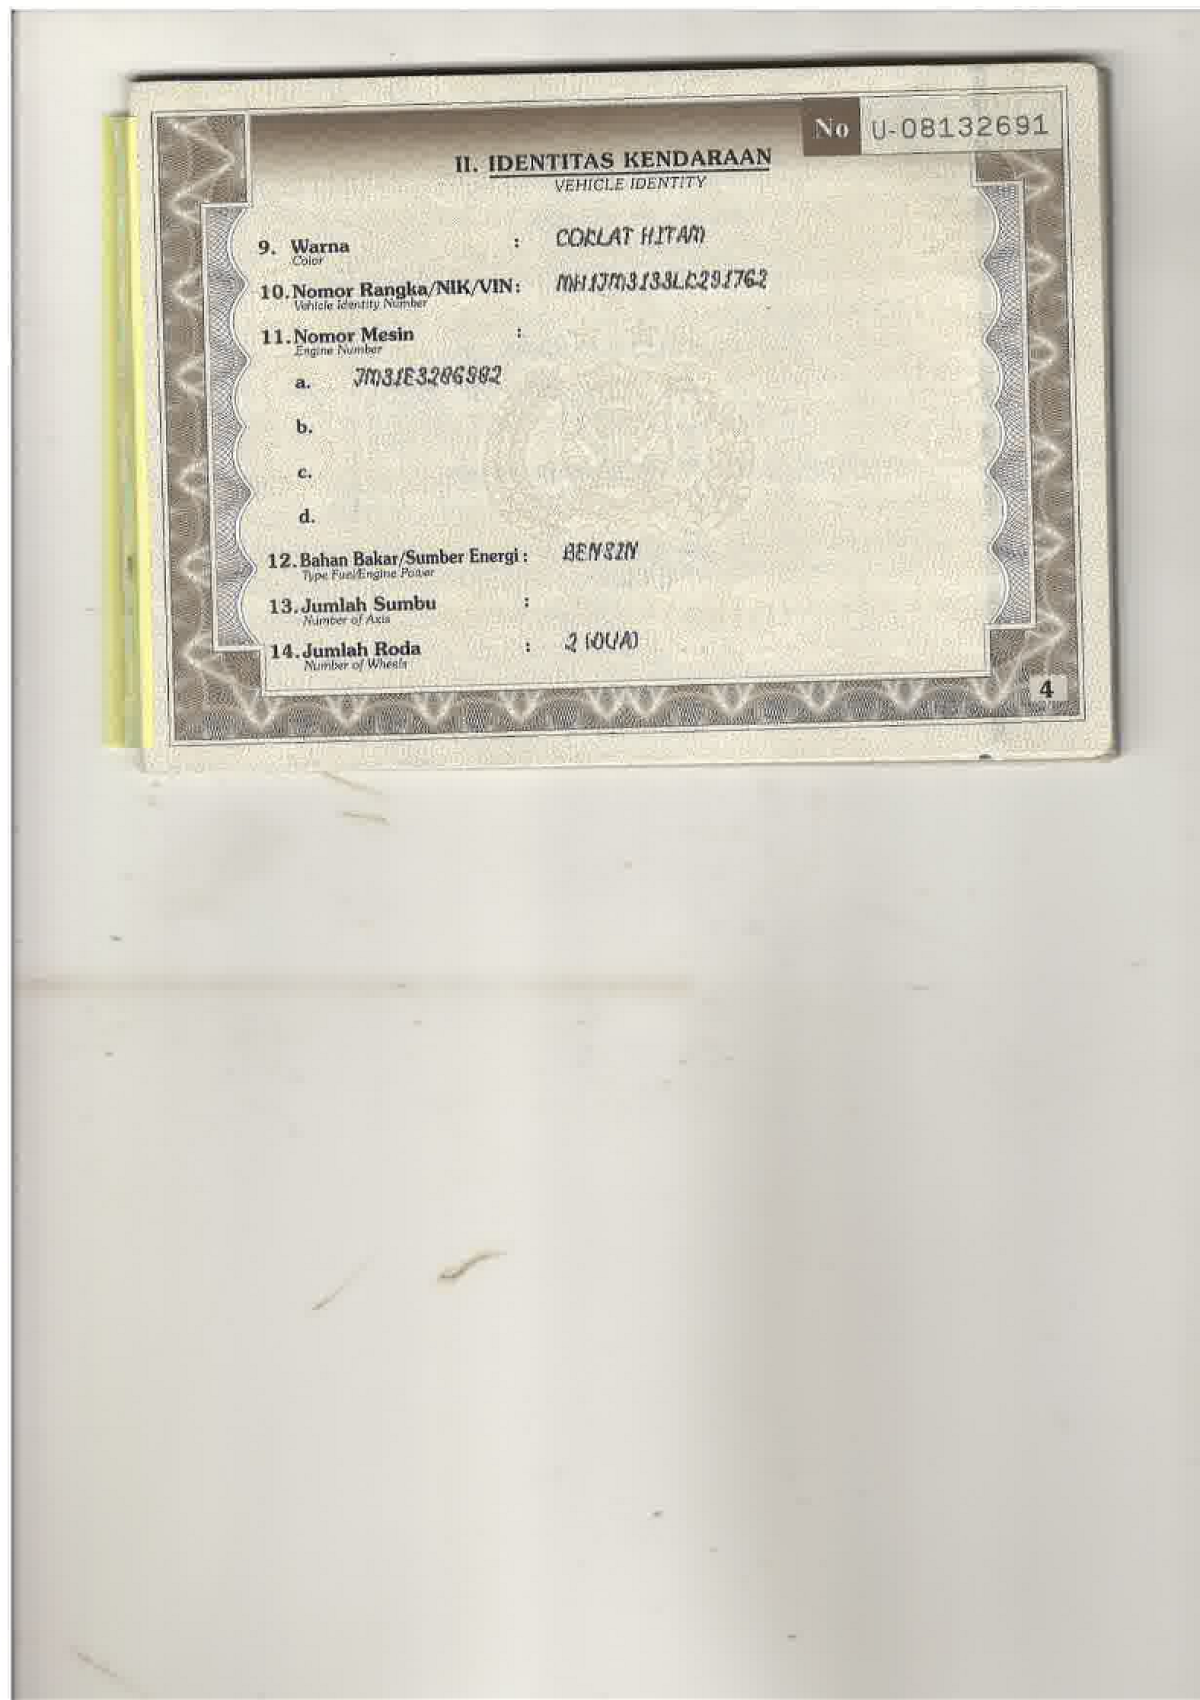 No U-08132691
II. IDENTITAS KENDARAAN
VEHICLE IDENTITY
9. Warna : COKLAT HITAM
Color
10. Nomor Rangka/NIK/VIN : MH1JM3133LK291762
Vehicle Identity Number
11. Nomor Mesin :
Engine Number
a. JM31E3286982
b.
c.
d.
12. Bahan Bakar/Sumber Energi : BENSIN
Type Fuel/Engine Power
13. Jumlah Sumbu :
Number of Axis
14. Jumlah Roda : 2 (DUA)
Number of Wheels
4